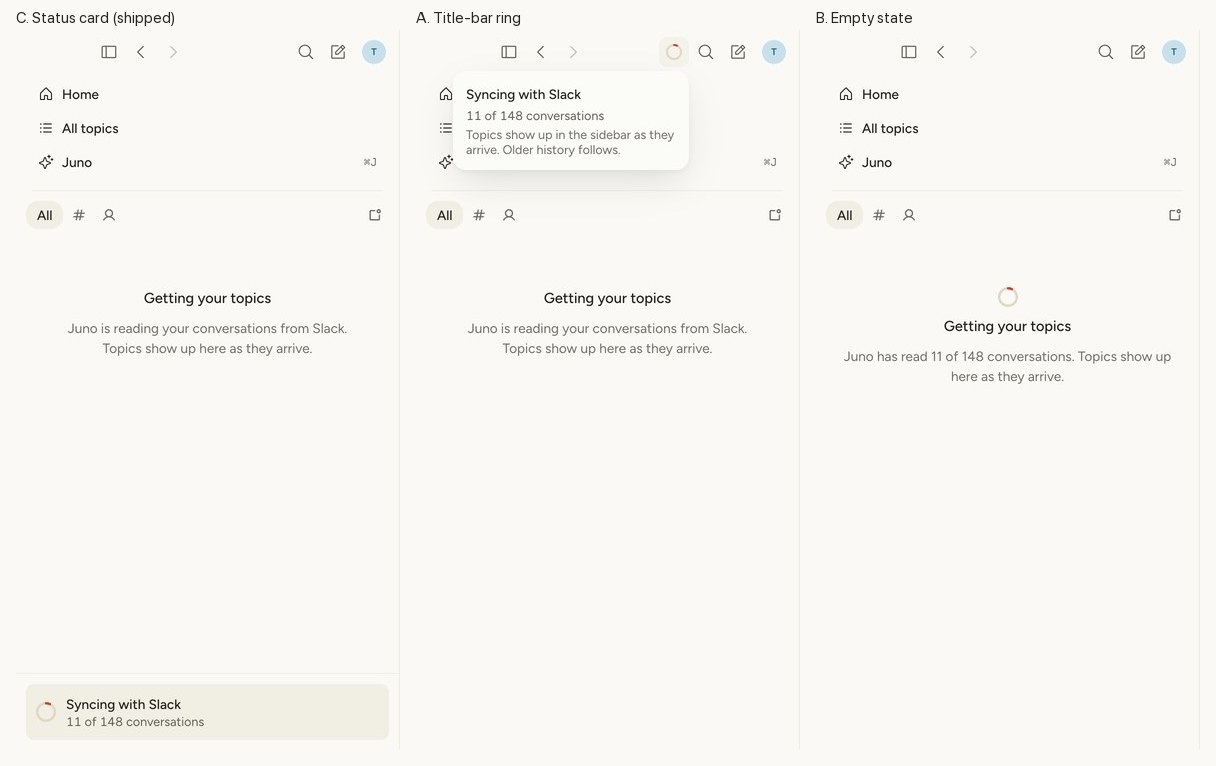 C. Status card (shipped)
T
Home
All topics
Juno
⌘J
All
Getting your topics
Juno is reading your conversations from Slack.
Topics show up here as they arrive.
Syncing with Slack
11 of 148 conversations
A. Title-bar ring
T
Syncing with Slack
11 of 148 conversations
Topics show up in the sidebar as they
arrive. Older history follows.
⌘J
All
Getting your topics
Juno is reading your conversations from Slack.
Topics show up here as they arrive.
B. Empty state
T
Home
All topics
Juno
⌘J
All
Getting your topics
Juno has read 11 of 148 conversations. Topics show up
here as they arrive.